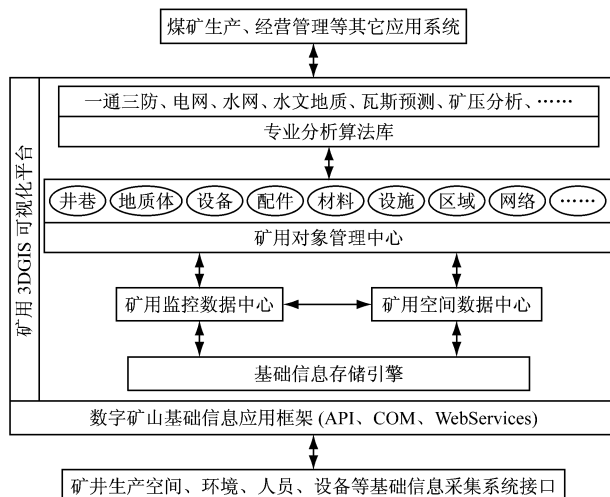 煤矿生产、经营管理等其它应用系统
矿用 3DGIS 可视化平台
一通三防、电网、水网、水文地质、瓦斯预测、矿压分析、……
专业分析算法库
井巷 地质体 设备 配件 材料 设施 区域 网络 ……
矿用对象管理中心
矿用监控数据中心 矿用空间数据中心
基础信息存储引擎
数字矿山基础信息应用框架 (API、COM、WebServices)
矿井生产空间、环境、人员、设备等基础信息采集系统接口